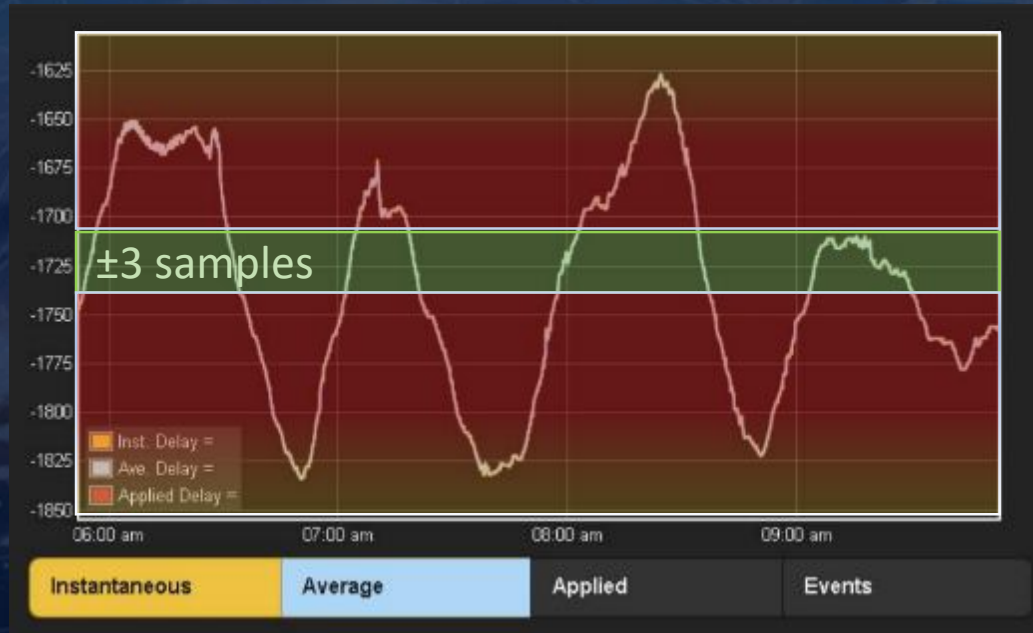 -1625
-1650
-1675
-1700
±3 samples
-1725
-1750
-1775
-1800
Inst. Delay =
-1825
Ave. Delay =
Applied Delay =
-1850
06:00 am 07:00 am 08:00 am 09:00 am
Instantaneous Average Applied Events